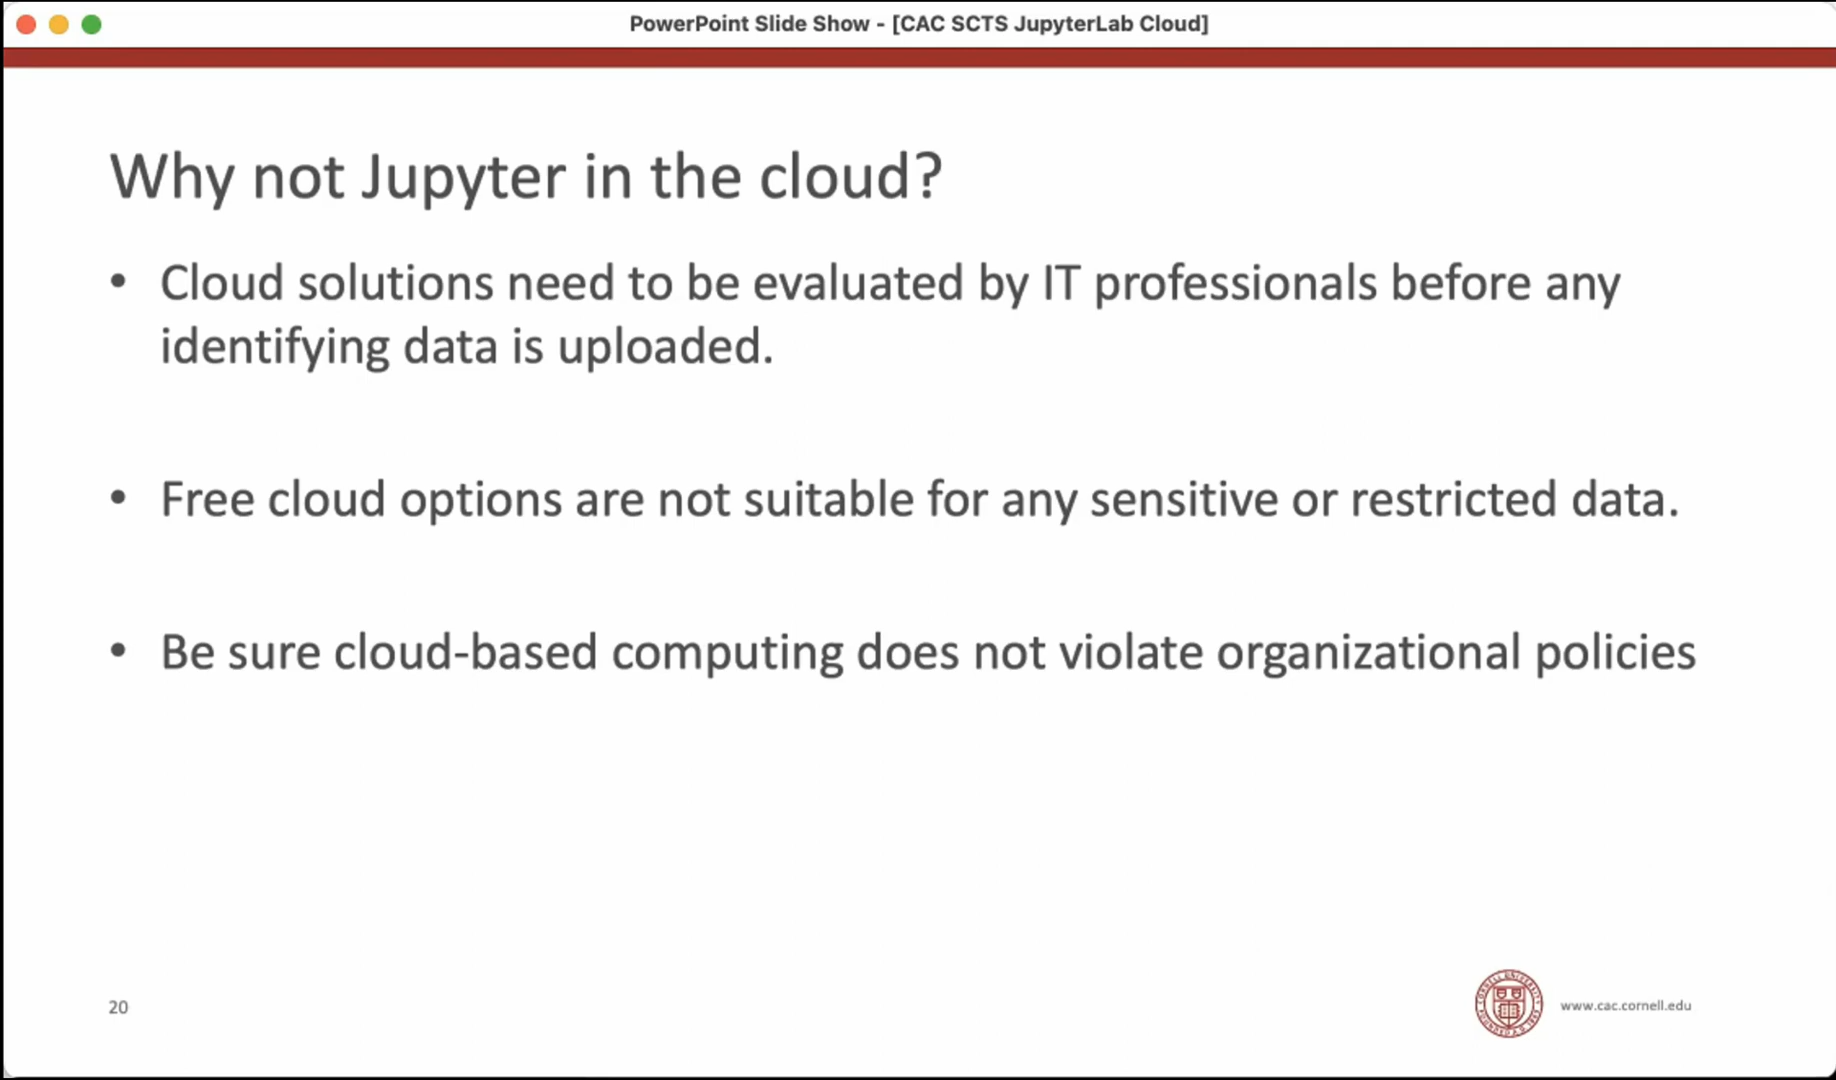 PowerPoint Slide Show - [CAC SCTS JupyterLab Cloud]
Why not Jupyter in the cloud?
• Cloud solutions need to be evaluated by IT professionals before any
identifying data is uploaded.
• Free cloud options are not suitable for any sensitive or restricted data.
• Be sure cloud-based computing does not violate organizational policies
20
www.cac.cornell.edu